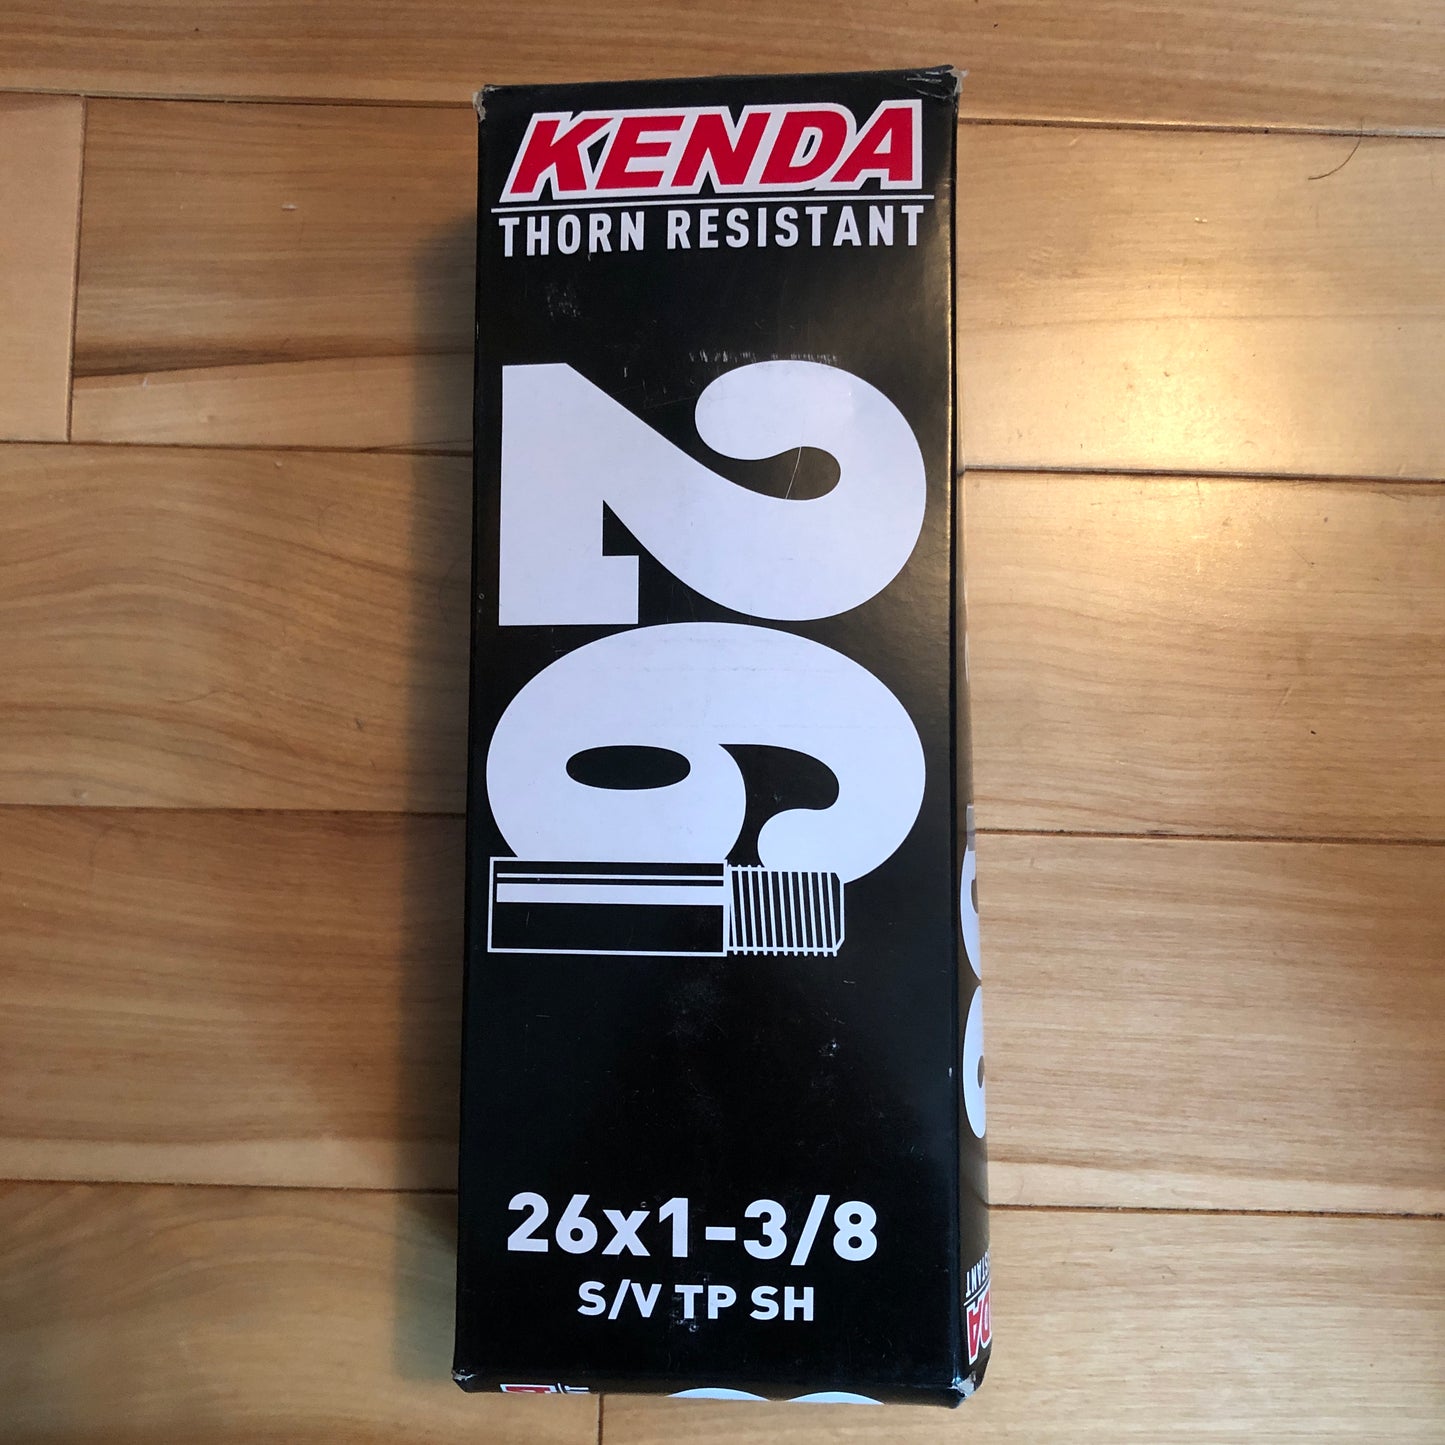 KENDA
THORN RESISTANT
26
26x1-3/8
S/V TP SH